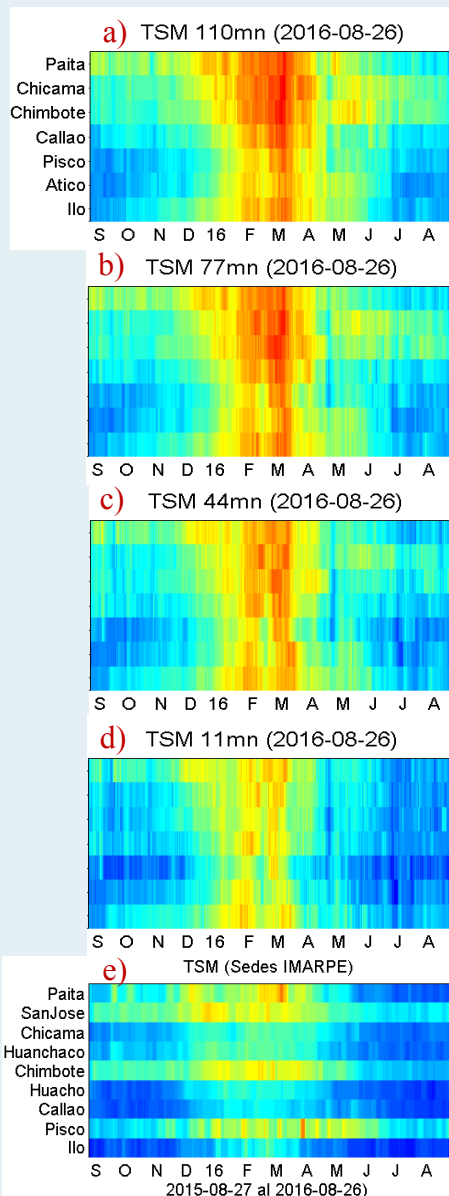 a) TSM 110mn (2016-08-26)
Paita
Chicama
Chimbote
Callao
Pisco
Atico
Ilo
S O N D 16 F M A M J J A
b) TSM 77mn (2016-08-26)
S O N D 16 F M A M J J A
c) TSM 44mn (2016-08-26)
S O N D 16 F M A M J J A
d) TSM 11mn (2016-08-26)
S O N D 16 F M A M J J A
e) TSM (Sedes IMARPE)
Paita
SanJose
Chicama
Huanchaco
Chimbote
Huacho
Callao
Pisco
Ilo
S O N D 16 F M A M J J A
2015-08-27 al 2016-08-26